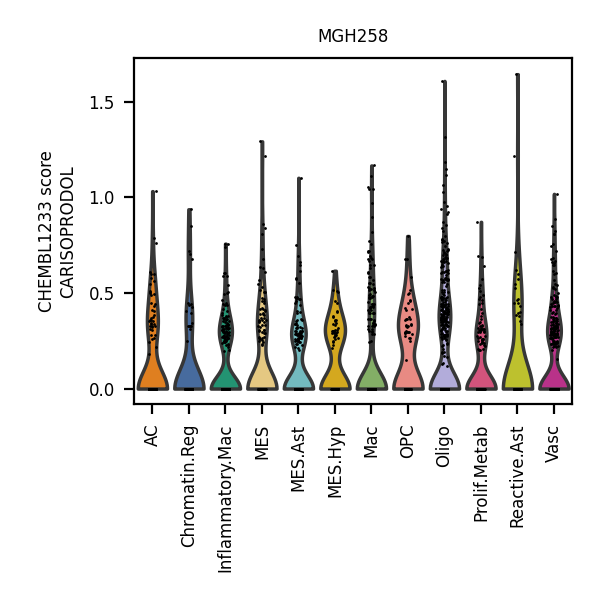 MGH258
CHEMBL1233 score
CARISOPRODOL
1.5
1.0
0.5
0.0
AC
Chromatin.Reg
Inflammatory.Mac
MES
MES.Ast
MES.Hyp
Mac
OPC
Oligo
Prolif.Metab
Reactive.Ast
Vasc